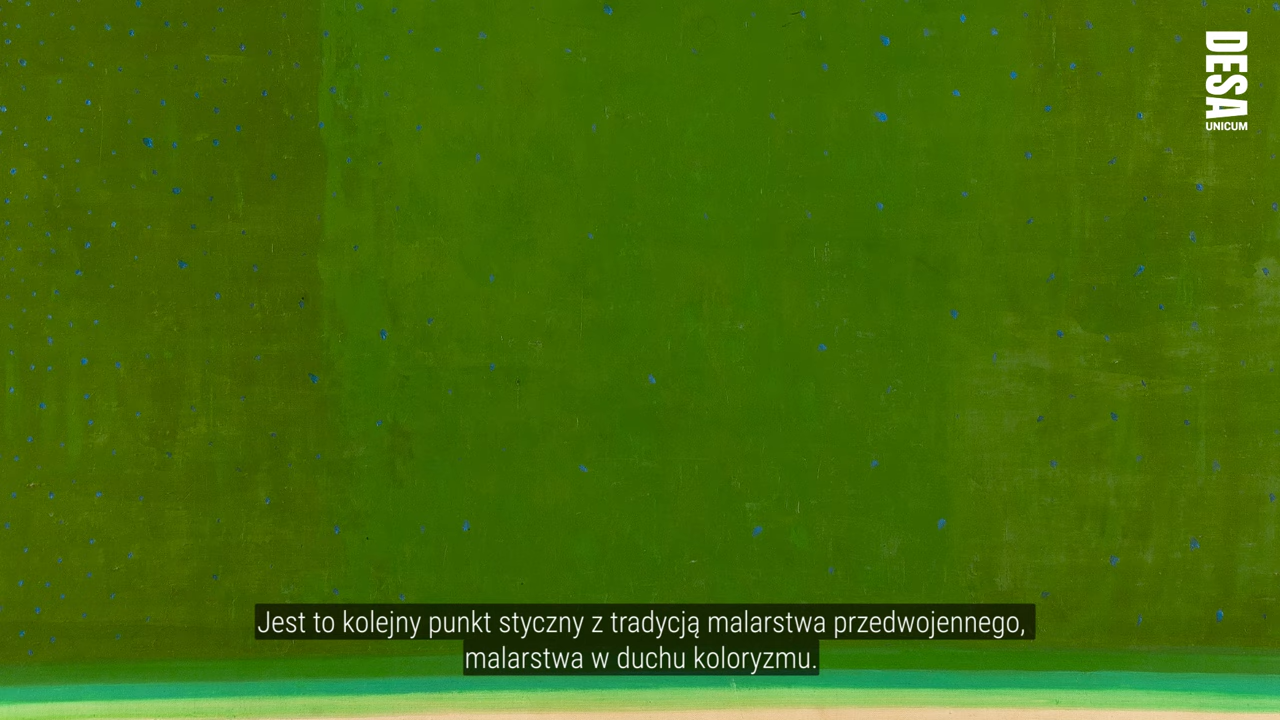 DESA
UNICUM
Jest to kolejny punkt styczny z tradycją malarstwa przedwojennego,
malarstwa w duchu koloryzmu.